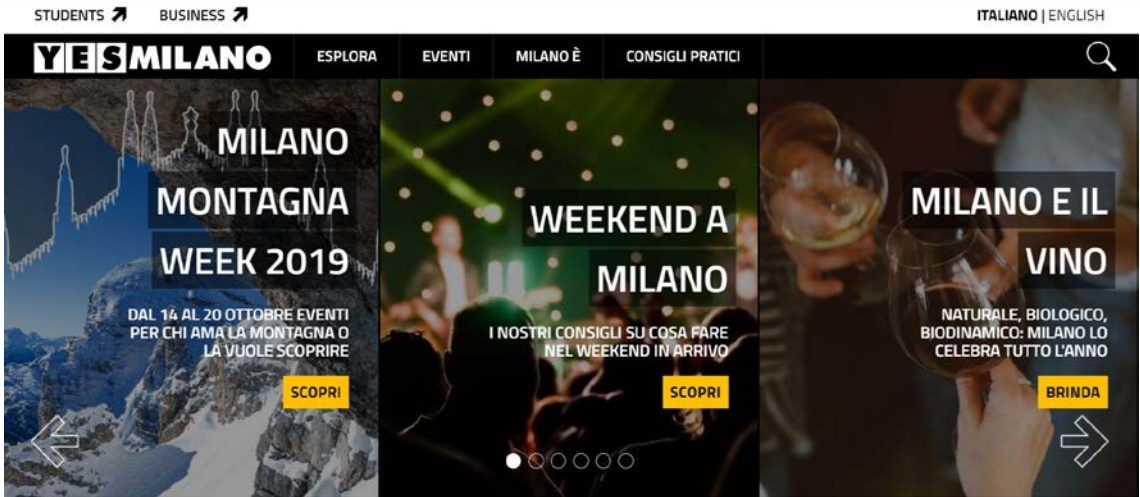 STUDENTS BUSINESS
ITALIANO | ENGLISH
YESMILANO
ESPLORA EVENTI MILANO È CONSIGLI PRATICI
MILANO
MONTAGNA
WEEK 2019
DAL 14 AL 20 OTTOBRE EVENTI
PER CHI AMA LA MONTAGNA O
LA VUOLE SCOPRIRE
SCOPRI
WEEKEND A
MILANO
I NOSTRI CONSIGLI SU COSA FARE
NEL WEEKEND IN ARRIVO
SCOPRI
MILANO E IL
VINO
NATURALE, BIOLOGICO,
BIODINAMICO: MILANO LO
CELEBRA TUTTO L'ANNO
BRINDA